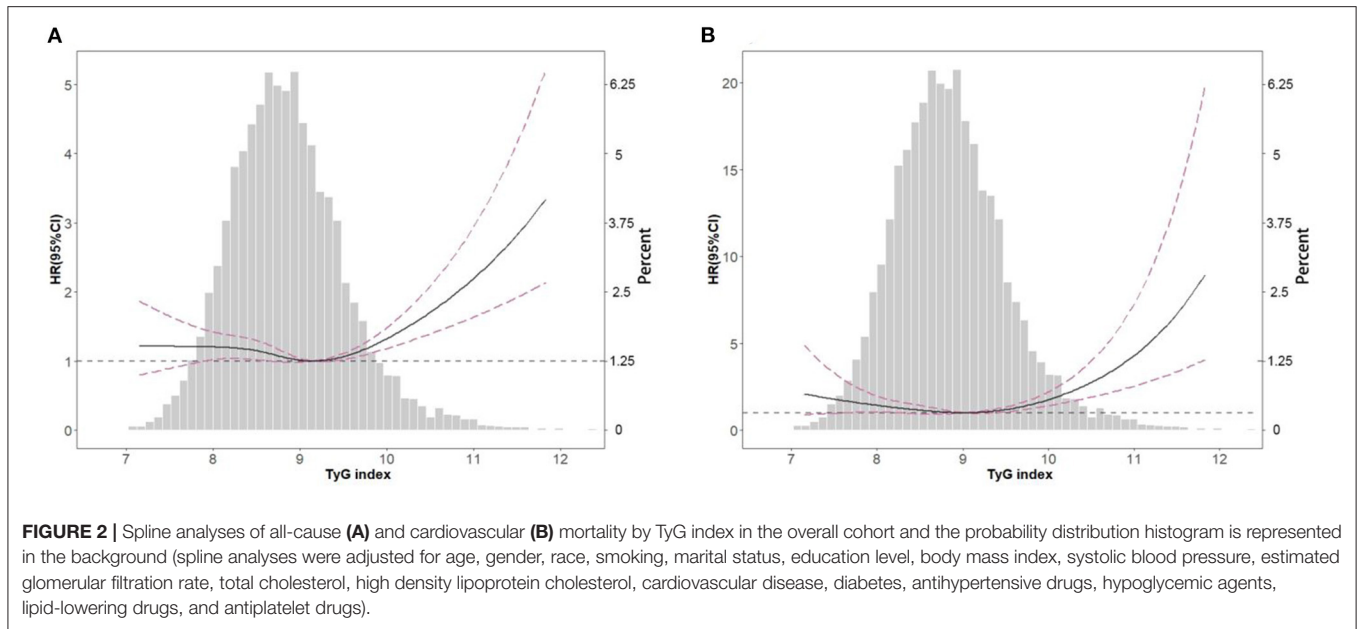 A
B
5
4
3
2
1
0
HR(95%CI)
6.25
5
3.75
2.5
1.25
0
Percent
7 8 9 10 11 12
TyG index
20
15
10
5
0
HR(95%CI)
6.25
5
3.75
2.5
1.25
0
Percent
7 8 9 10 11 12
TyG index
FIGURE 2 | Spline analyses of all-cause (A) and cardiovascular (B) mortality by TyG index in the overall cohort and the probability distribution histogram is represented
in the background (spline analyses were adjusted for age, gender, race, smoking, marital status, education level, body mass index, systolic blood pressure, estimated
glomerular filtration rate, total cholesterol, high density lipoprotein cholesterol, cardiovascular disease, diabetes, antihypertensive drugs, hypoglycemic agents,
lipid-lowering drugs, and antiplatelet drugs).